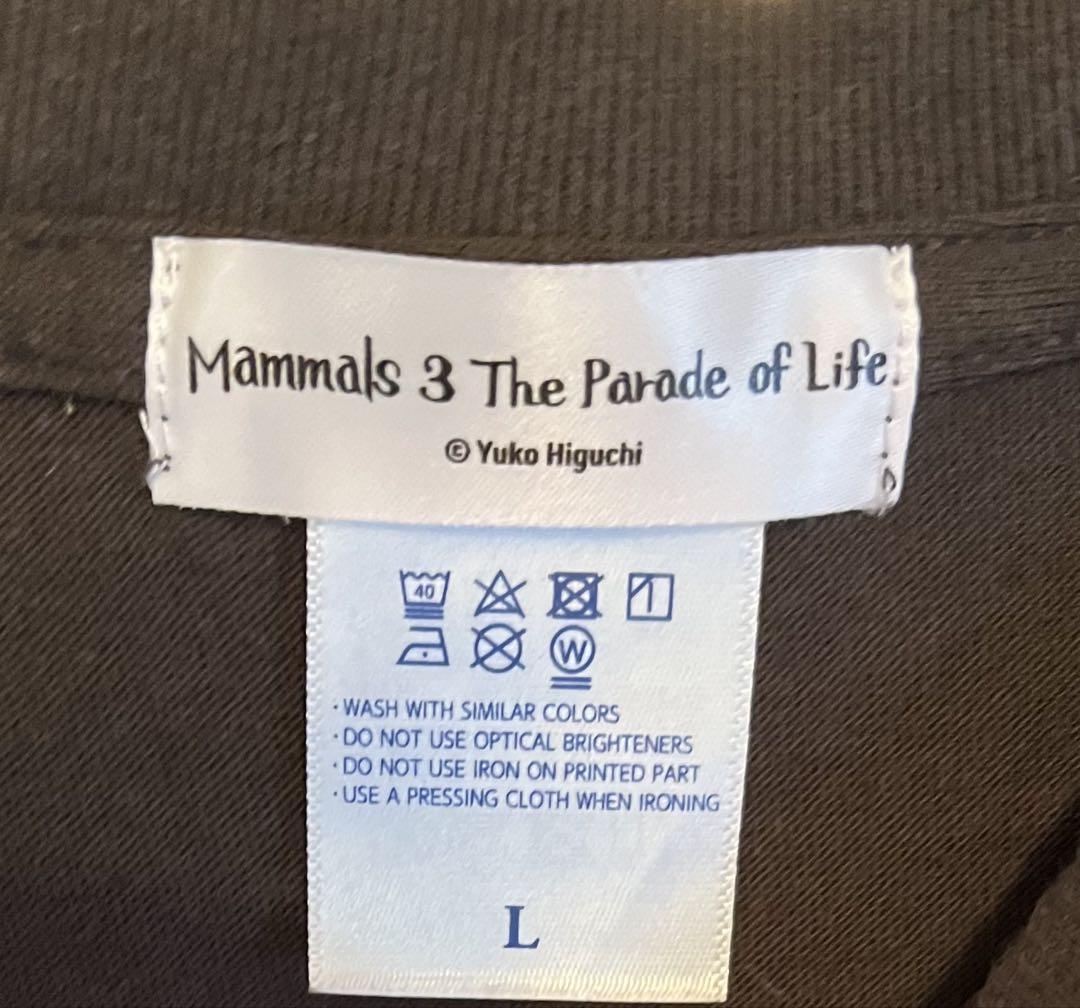 Mammals 3 The Parade of Life
© Yuko Higuchi
40
W
・WASH WITH SIMILAR COLORS
・DO NOT USE OPTICAL BRIGHTENERS
・DO NOT USE IRON ON PRINTED PART
・USE A PRESSING CLOTH WHEN IRONING
L